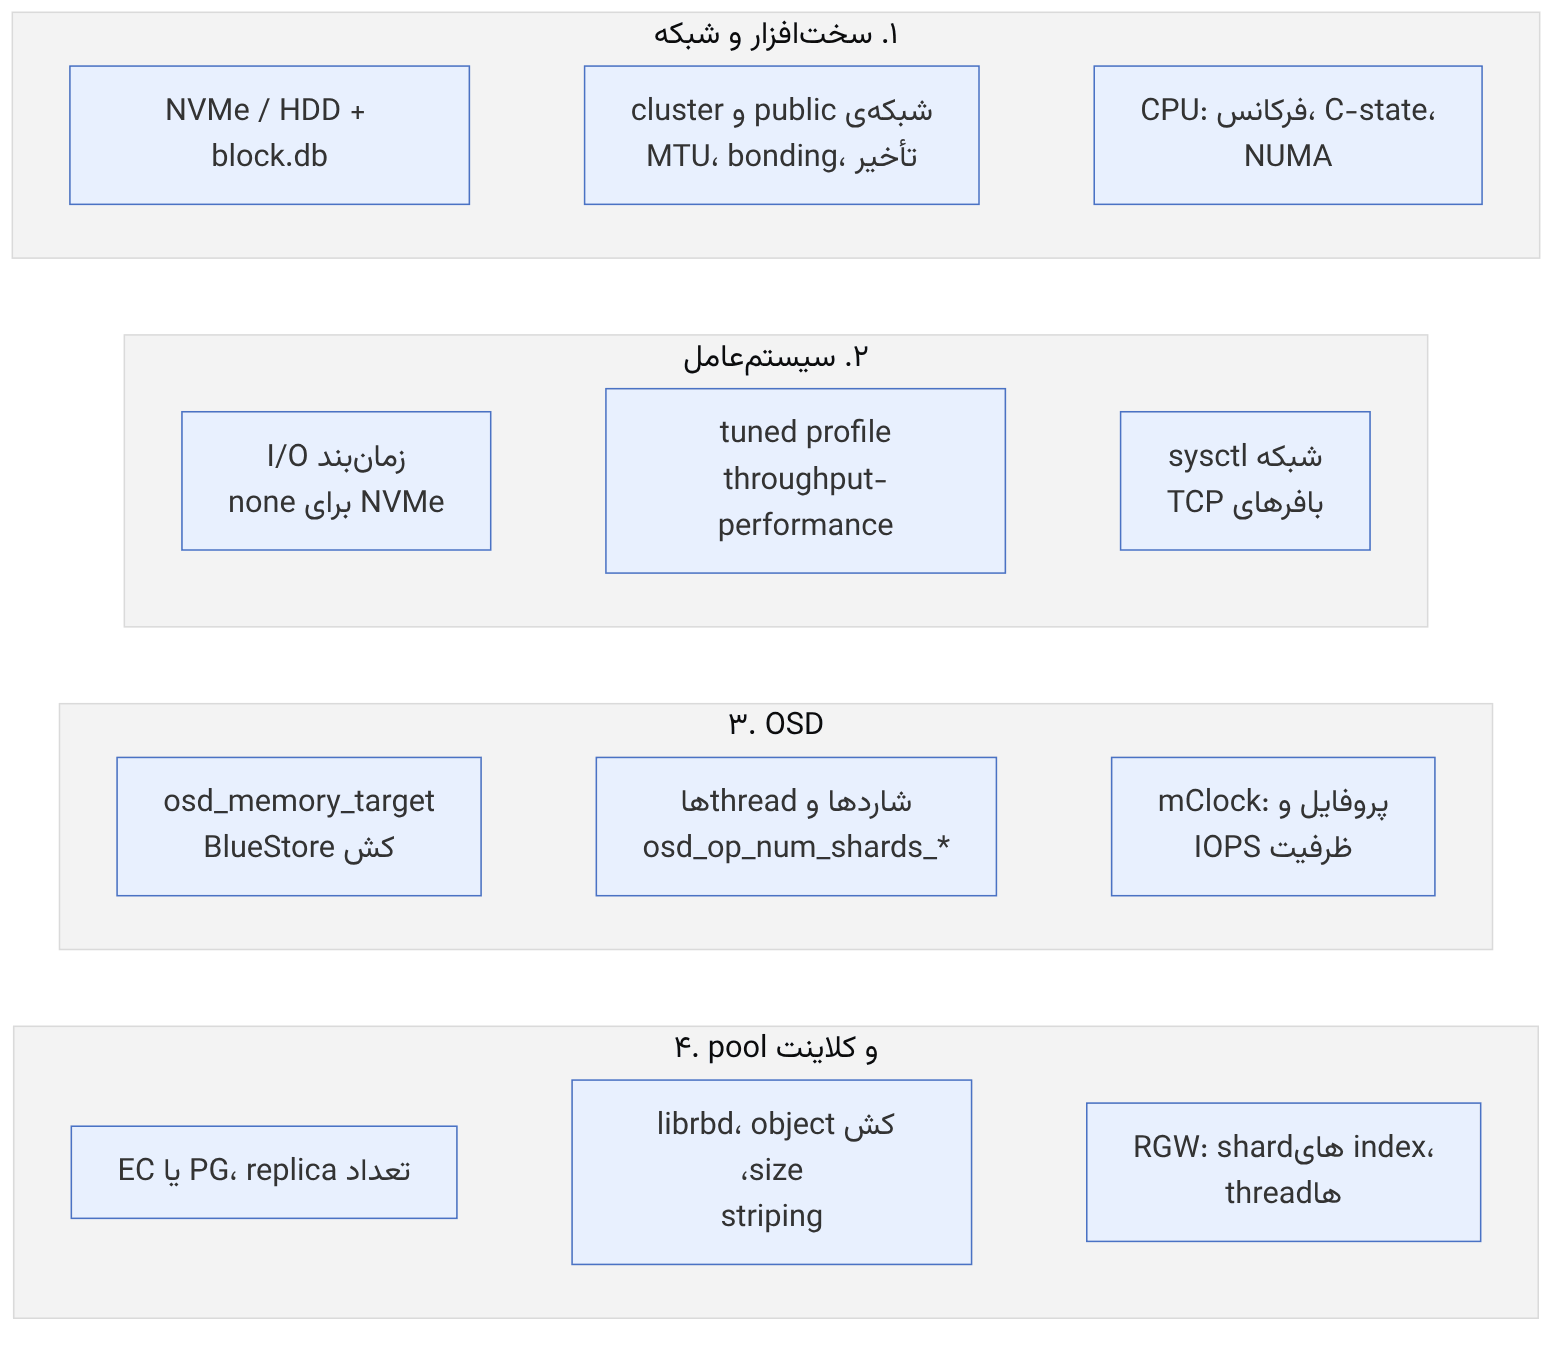 ۱. سخت‌افزار و شبکه
NVMe / HDD +
block.db
شبکه‌ی public و cluster
MTU، bonding، تأخیر
CPU: فرکانس، C-state،
NUMA
۲. سیستم‌عامل
زمان‌بند I/O
none برای NVMe
tuned profile
throughput-
performance
sysctl شبکه
بافرهای TCP
۳. OSD
osd_memory_target
کش BlueStore
شاردها و threadها
osd_op_num_shards_*
mClock: پروفایل و
ظرفیت IOPS
۴. pool و کلاینت
تعداد PG، replica یا EC
کش librbd، object
size،
striping
RGW: shardهای index،
threadها